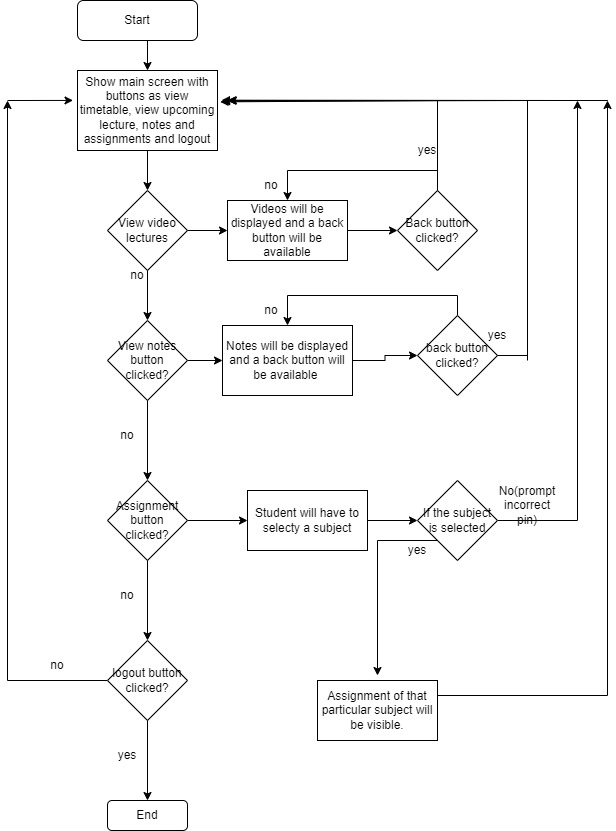 Start
Show main screen with
buttons as view
timetable, view upcoming
lecture, notes and
assignments and logout
yes
no
View video
lectures
Videos will be
displayed and a back
button will be
available
Back button
clicked?
no
no
View notes
button
clicked?
Notes will be displayed
and a back button will
be available
back button
clicked?
yes
no
Assignment
button
clicked?
Student will have to
selecty a subject
If the subject
is selected
No(prompt
incorrect
pin)
yes
no
no
logout button
clicked?
Assignment of that
particular subject will
be visible.
yes
End